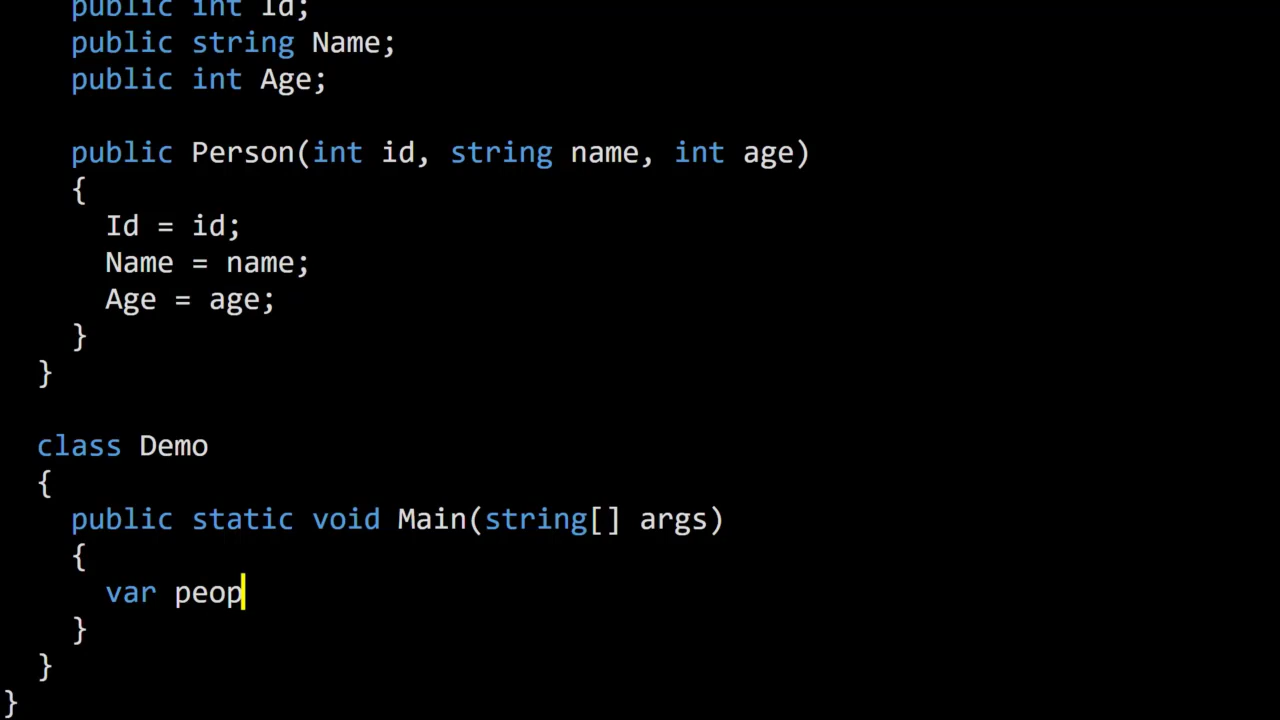 public int Id;
public string Name;
public int Age;
public Person(int id, string name, int age)
{
Id = id;
Name = name;
Age = age;
}
}
class Demo
{
public static void Main(string[] args)
{
var peop
}
}
}